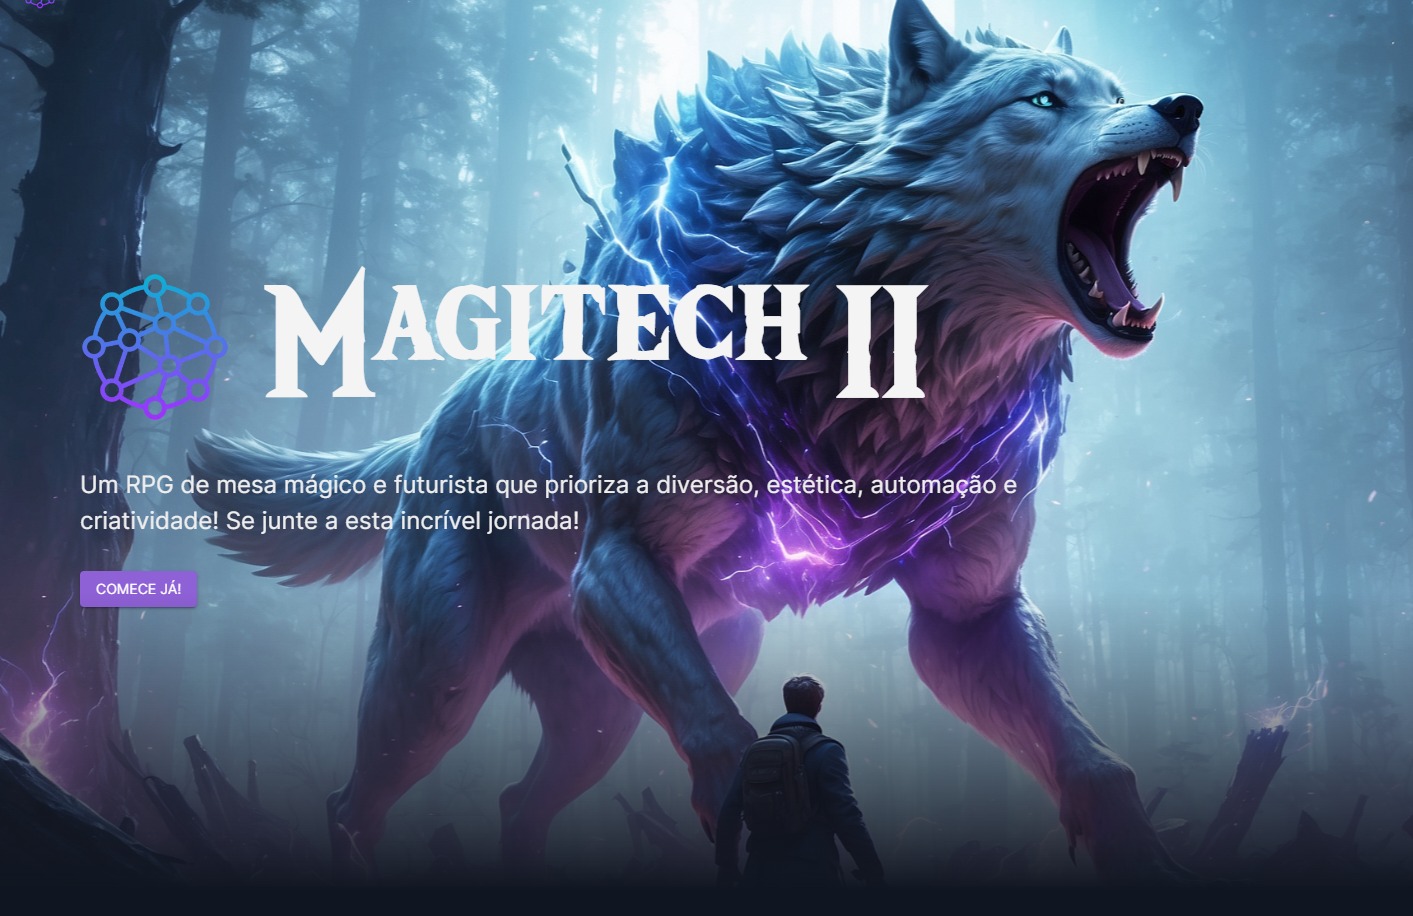 MAGITECH II
Um RPG de mesa mágico e futurista que prioriza a diversão, estética, automação e
criatividade! Se junte a esta incrível jornada!
COMECE JÁ!